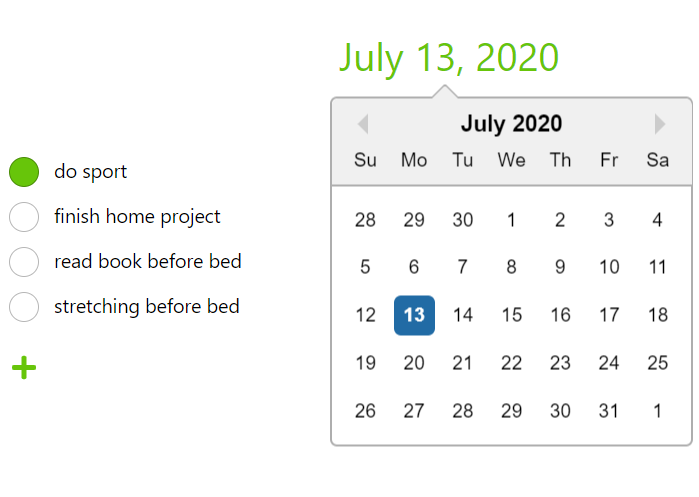 July 13, 2020
July 2020
Su Mo Tu We Th Fr Sa
28 29 30 1 2 3 4
5 6 7 8 9 10 11
12 13 14 15 16 17 18
19 20 21 22 23 24 25
26 27 28 29 30 31 1
do sport
finish home project
read book before bed
stretching before bed